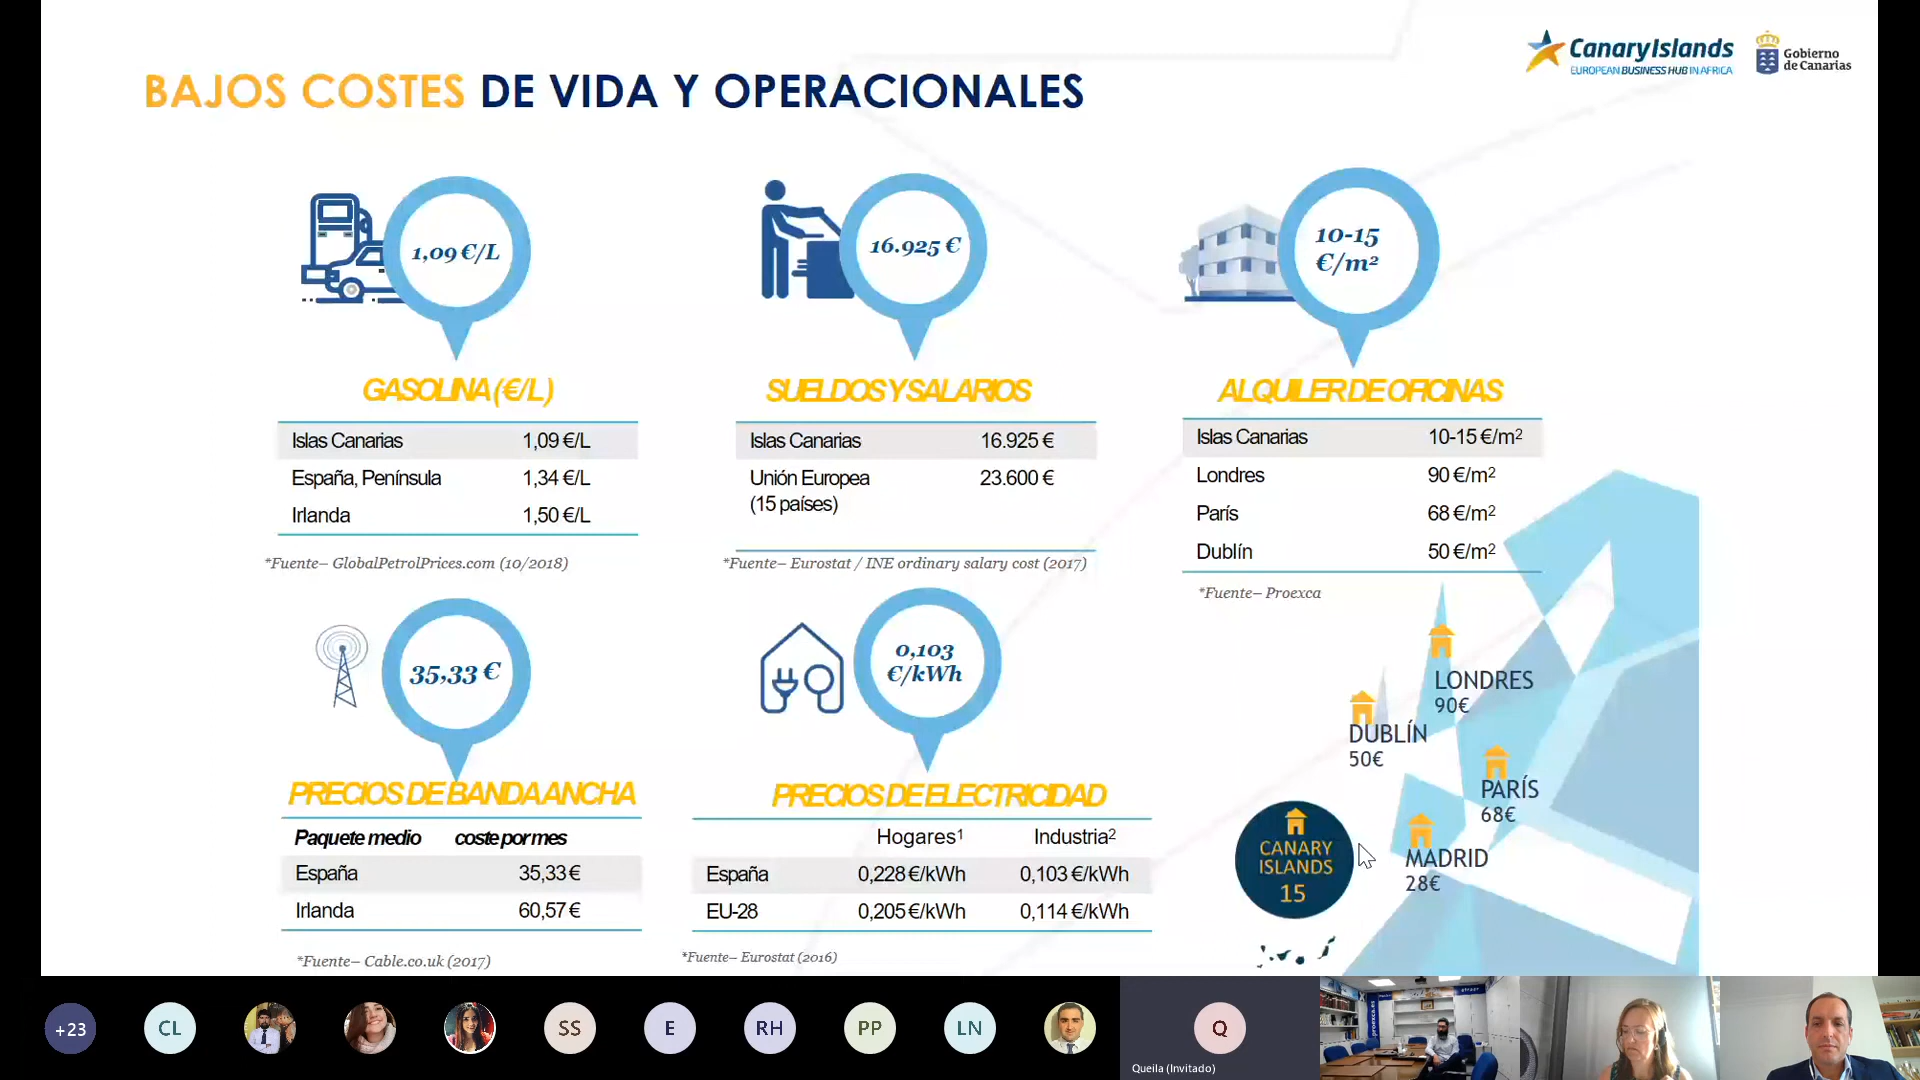 BAJOS COSTES DE VIDA Y OPERACIONALES
CanaryIslands
EUROPEAN BUSINESS HUB IN AFRICA
Gobierno
de Canarias
1,09 €/L
16.925 €
10-15
€/m²
GASOLINA (€/L)
Islas Canarias 1,09 €/L
España, Península 1,34 €/L
Irlanda 1,50 €/L
*Fuente– GlobalPetrolPrices.com (10/2018)
SUELDOS Y SALARIOS
Islas Canarias 16.925 €
Unión Europea 23.600 €
(15 países)
*Fuente– Eurostat / INE ordinary salary cost (2017)
ALQUILER DE OFICINAS
Islas Canarias 10-15 €/m²
Londres 90 €/m²
París 68 €/m²
Dublín 50 €/m²
*Fuente– Proexca
35,33 €
0,103
€/kWh
PRECIOS DE BANDA ANCHA
Paquete medio coste por mes
España 35,33 €
Irlanda 60,57 €
*Fuente– Cable.co.uk (2017)
PRECIOS DE ELECTRICIDAD
Hogares¹ Industria²
España 0,228 €/kWh 0,103 €/kWh
EU-28 0,205 €/kWh 0,114 €/kWh
*Fuente– Eurostat (2016)
LONDRES
90€
DUBLÍN
50€
PARÍS
68€
MADRID
28€
CANARY
ISLANDS
15
+23
CL
SS
E
RH
PP
LN
Q
Queila (Invitado)